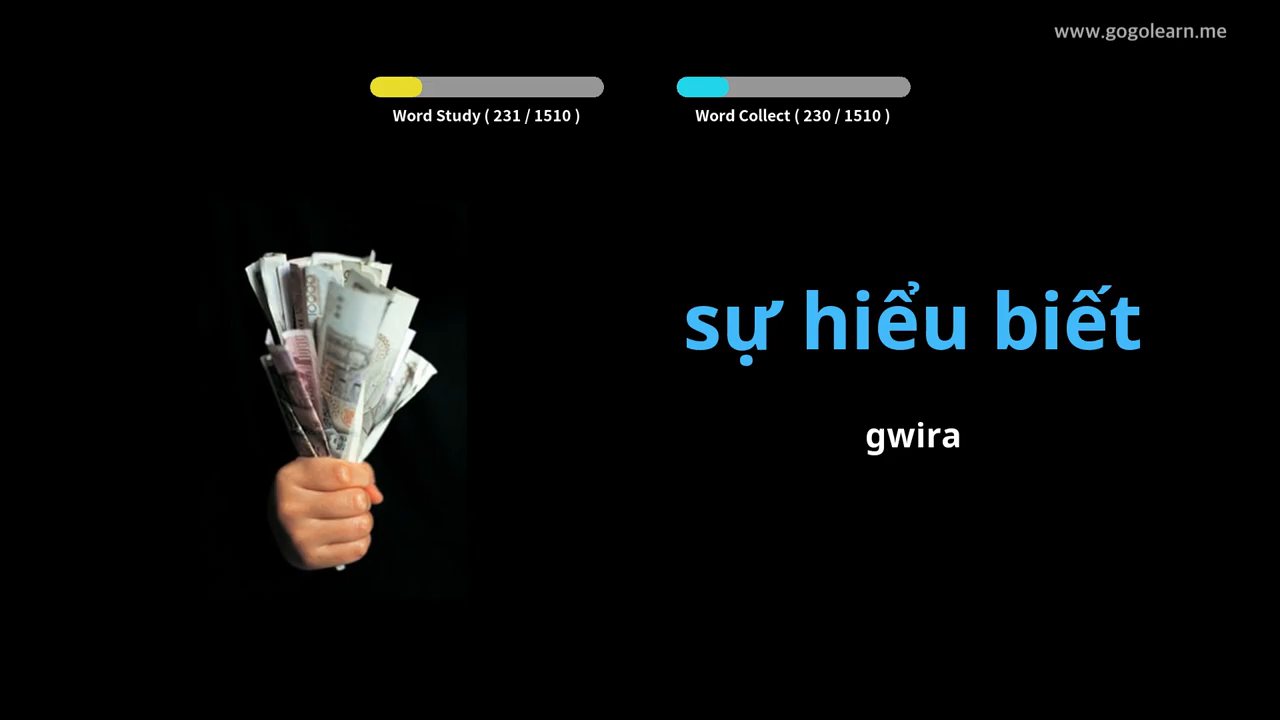 www.gogolearn.me
Word Study ( 231 / 1510 )
Word Collect ( 230 / 1510 )
sự hiểu biết
gwira